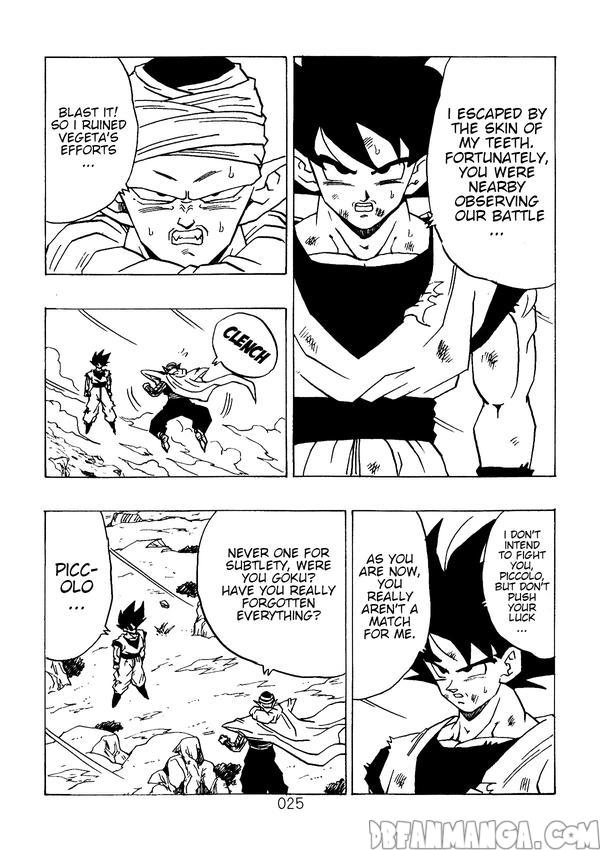 I ESCAPED BY
THE SKIN OF
MY TEETH.
FORTUNATELY,
YOU WERE
NEARBY
OBSERVING
OUR BATTLE
...
BLAST IT!
SO I RUINED
VEGETA'S
EFFORTS
...
CLENCH
I DON'T
INTEND
TO FIGHT
YOU,
PICCOLO,
BUT DON'T
PUSH
YOUR
LUCK
...
AS YOU
ARE NOW,
YOU
REALLY
AREN'T A
MATCH
FOR ME.
NEVER ONE FOR
SUBTLETY, WERE
YOU GOKU?
HAVE YOU REALLY
FORGOTTEN
EVERYTHING?
PICC-
OLO
...
025
DBFANMANGA.COM